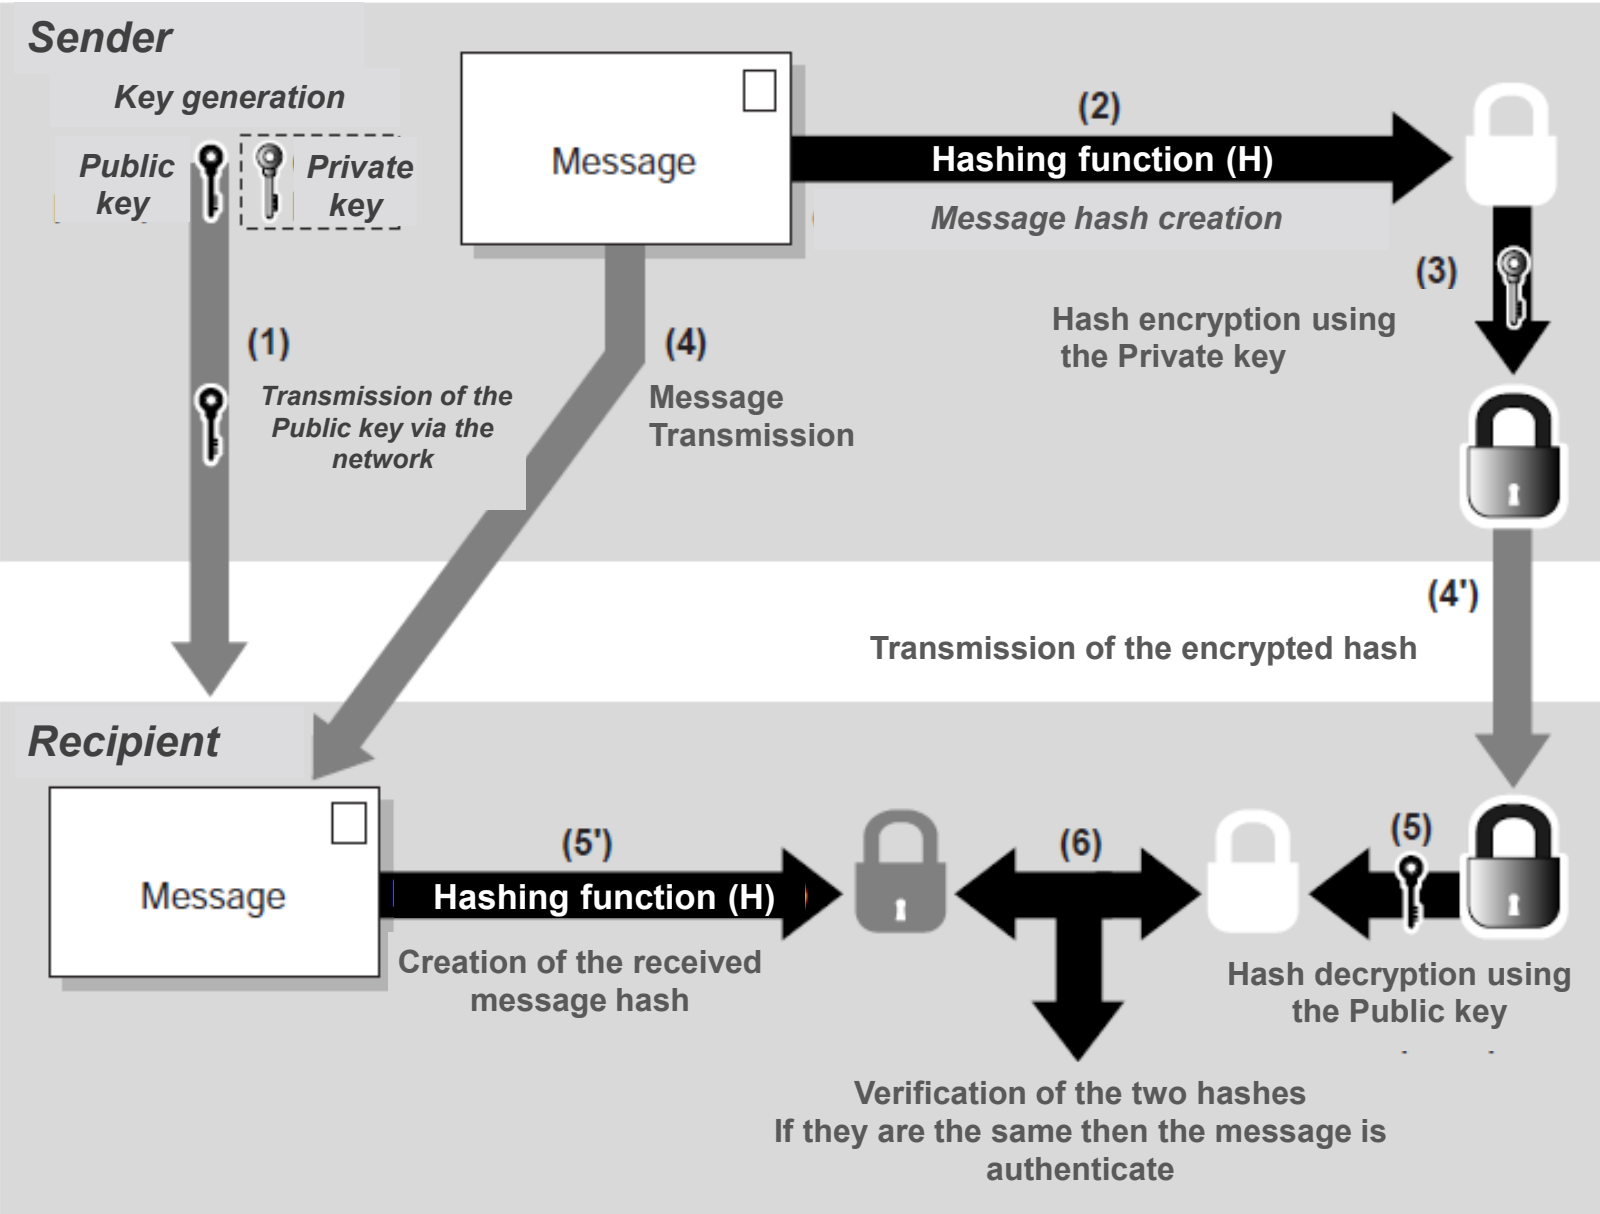 Sender
Key generation
Public
key
Private
key
Message
(2)
Hashing function (H)
Message hash creation
(3)
Hash encryption using
the Private key
(1)
Transmission of the
Public key via the
network
(4)
Message
Transmission
(4')
Transmission of the encrypted hash
Recipient
Message
(5')
Hashing function (H)
Creation of the received
message hash
(6)
(5)
Hash decryption using
the Public key
Verification of the two hashes
If they are the same then the message is
authenticate